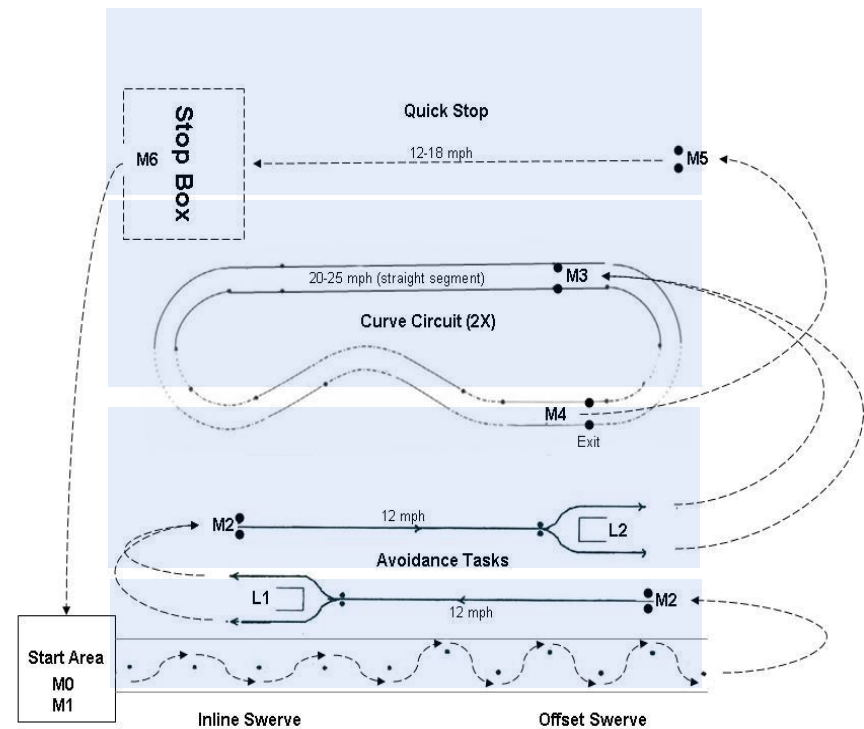 Quick Stop
Stop Box
M6
12-18 mph
M5
20-25 mph (straight segment)
M3
Curve Circuit (2X)
M4
Exit
M2
12 mph
L2
Avoidance Tasks
L1
12 mph
M2
Start Area
M0
M1
Inline Swerve
Offset Swerve